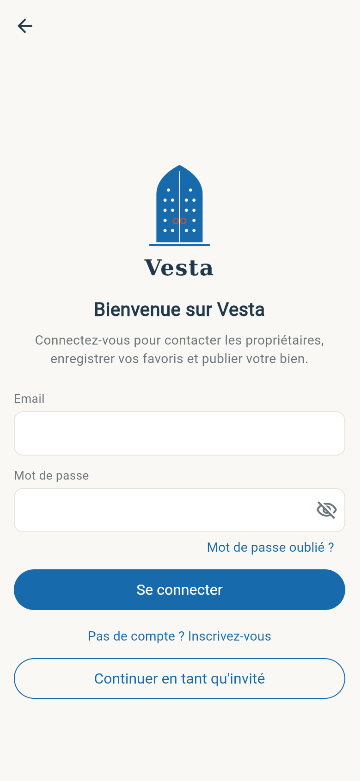 Vesta
Bienvenue sur Vesta
Connectez-vous pour contacter les propriétaires,
enregistrer vos favoris et publier votre bien.
Email
Mot de passe
Mot de passe oublié ?
Se connecter
Pas de compte ? Inscrivez-vous
Continuer en tant qu'invité